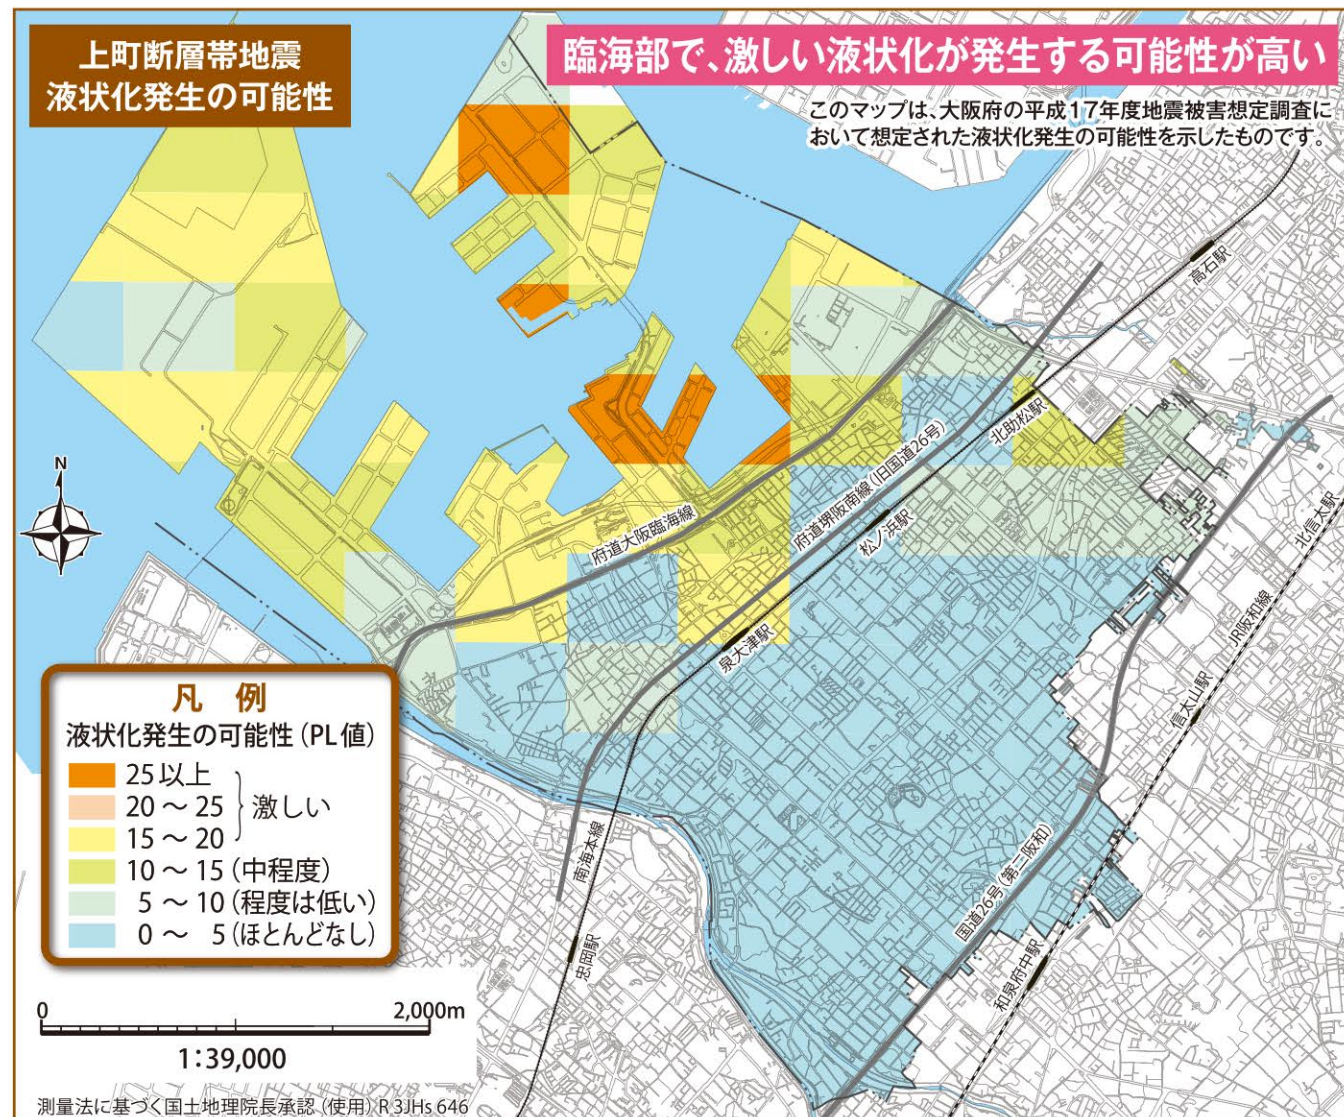 上町断層帯地震
液状化発生の可能性
臨海部で、激しい液状化が発生する可能性が高い
このマップは、大阪府の平成17年度地震被害想定調査に
おいて想定された液状化発生の可能性を示したものです。
高石駅
北助松駅
府道堺阪南線(旧国道26号)
松ノ浜駅
府道大阪臨海線
泉大津駅
北信太駅
JR阪和線
信太山駅
国道26号(第二阪和)
和泉府中駅
南海本線
忠岡駅
N
凡 例
液状化発生の可能性(PL値)
25以上
20~25
激しい
15~20
10~15(中程度)
5~10(程度は低い)
0~ 5(ほとんどなし)
0 2,000m
1:39,000
測量法に基づく国土地理院長承認(使用)R 3JHs 646